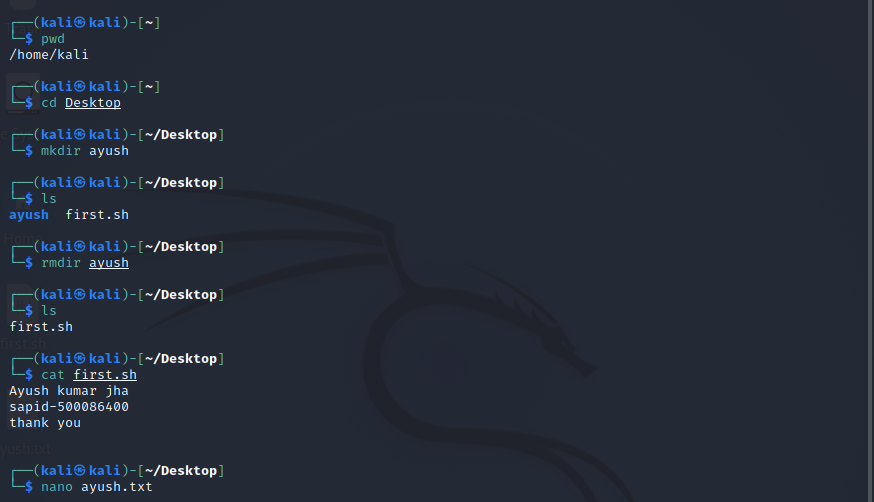 ┌──(kali㉿kali)-[~]
└─$ pwd
/home/kali
┌──(kali㉿kali)-[~]
└─$ cd Desktop
┌──(kali㉿kali)-[~/Desktop]
└─$ mkdir ayush
┌──(kali㉿kali)-[~/Desktop]
└─$ ls
ayush  first.sh
┌──(kali㉿kali)-[~/Desktop]
└─$ rmdir ayush
┌──(kali㉿kali)-[~/Desktop]
└─$ ls
first.sh
┌──(kali㉿kali)-[~/Desktop]
└─$ cat first.sh
Ayush kumar jha
sapid-500086400
thank you
┌──(kali㉿kali)-[~/Desktop]
└─$ nano ayush.txt